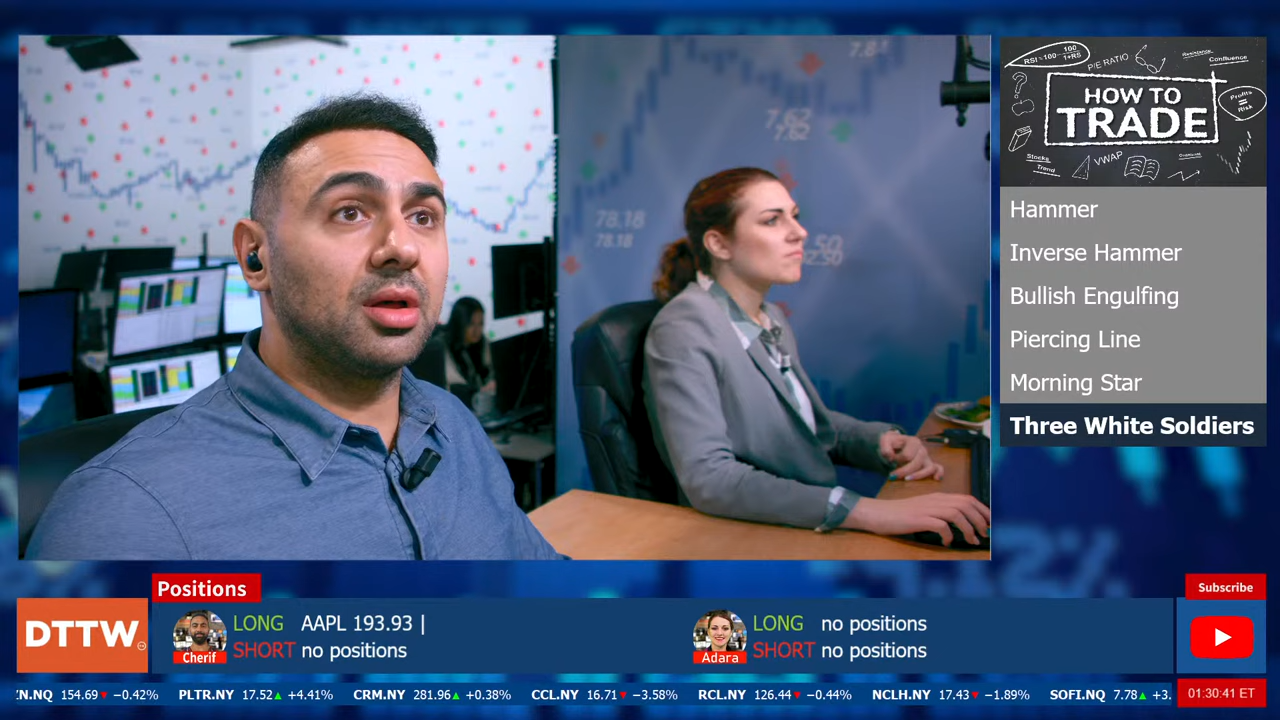 RSI=100- 100
1+RS
P/E RATIO
Resistance
Confluence
HOW TO
TRADE
Profits
=
Risk
Stocks
Trend
VWAP
7.62
7.62
78.18
78.18
Hammer
Inverse Hammer
Bullish Engulfing
Piercing Line
Morning Star
Three White Soldiers
Positions
Subscribe
DTTW
LONG AAPL 193.93 |
SHORT no positions
Cherif
LONG no positions
SHORT no positions
Adara
ZN.NQ 154.69 ▼ −0.42% PLTR.NY 17.52 ▲ +4.41% CRM.NY 281.96 ▲ +0.38% CCL.NY 16.71 ▼ −3.58% RCL.NY 126.44 ▼ −0.44% NCLH.NY 17.43 ▼ −1.89% SOFI.NQ 7.78 ▲ +3.
01:30:41 ET